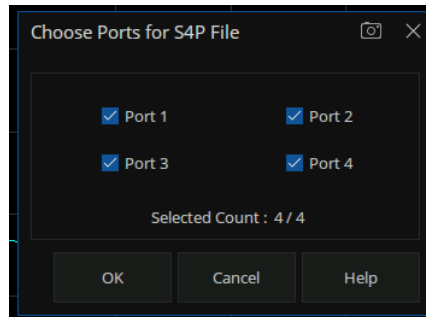 Choose Ports for S4P File
Port 1 Port 2
Port 3 Port 4
Selected Count : 4 / 4
OK Cancel Help